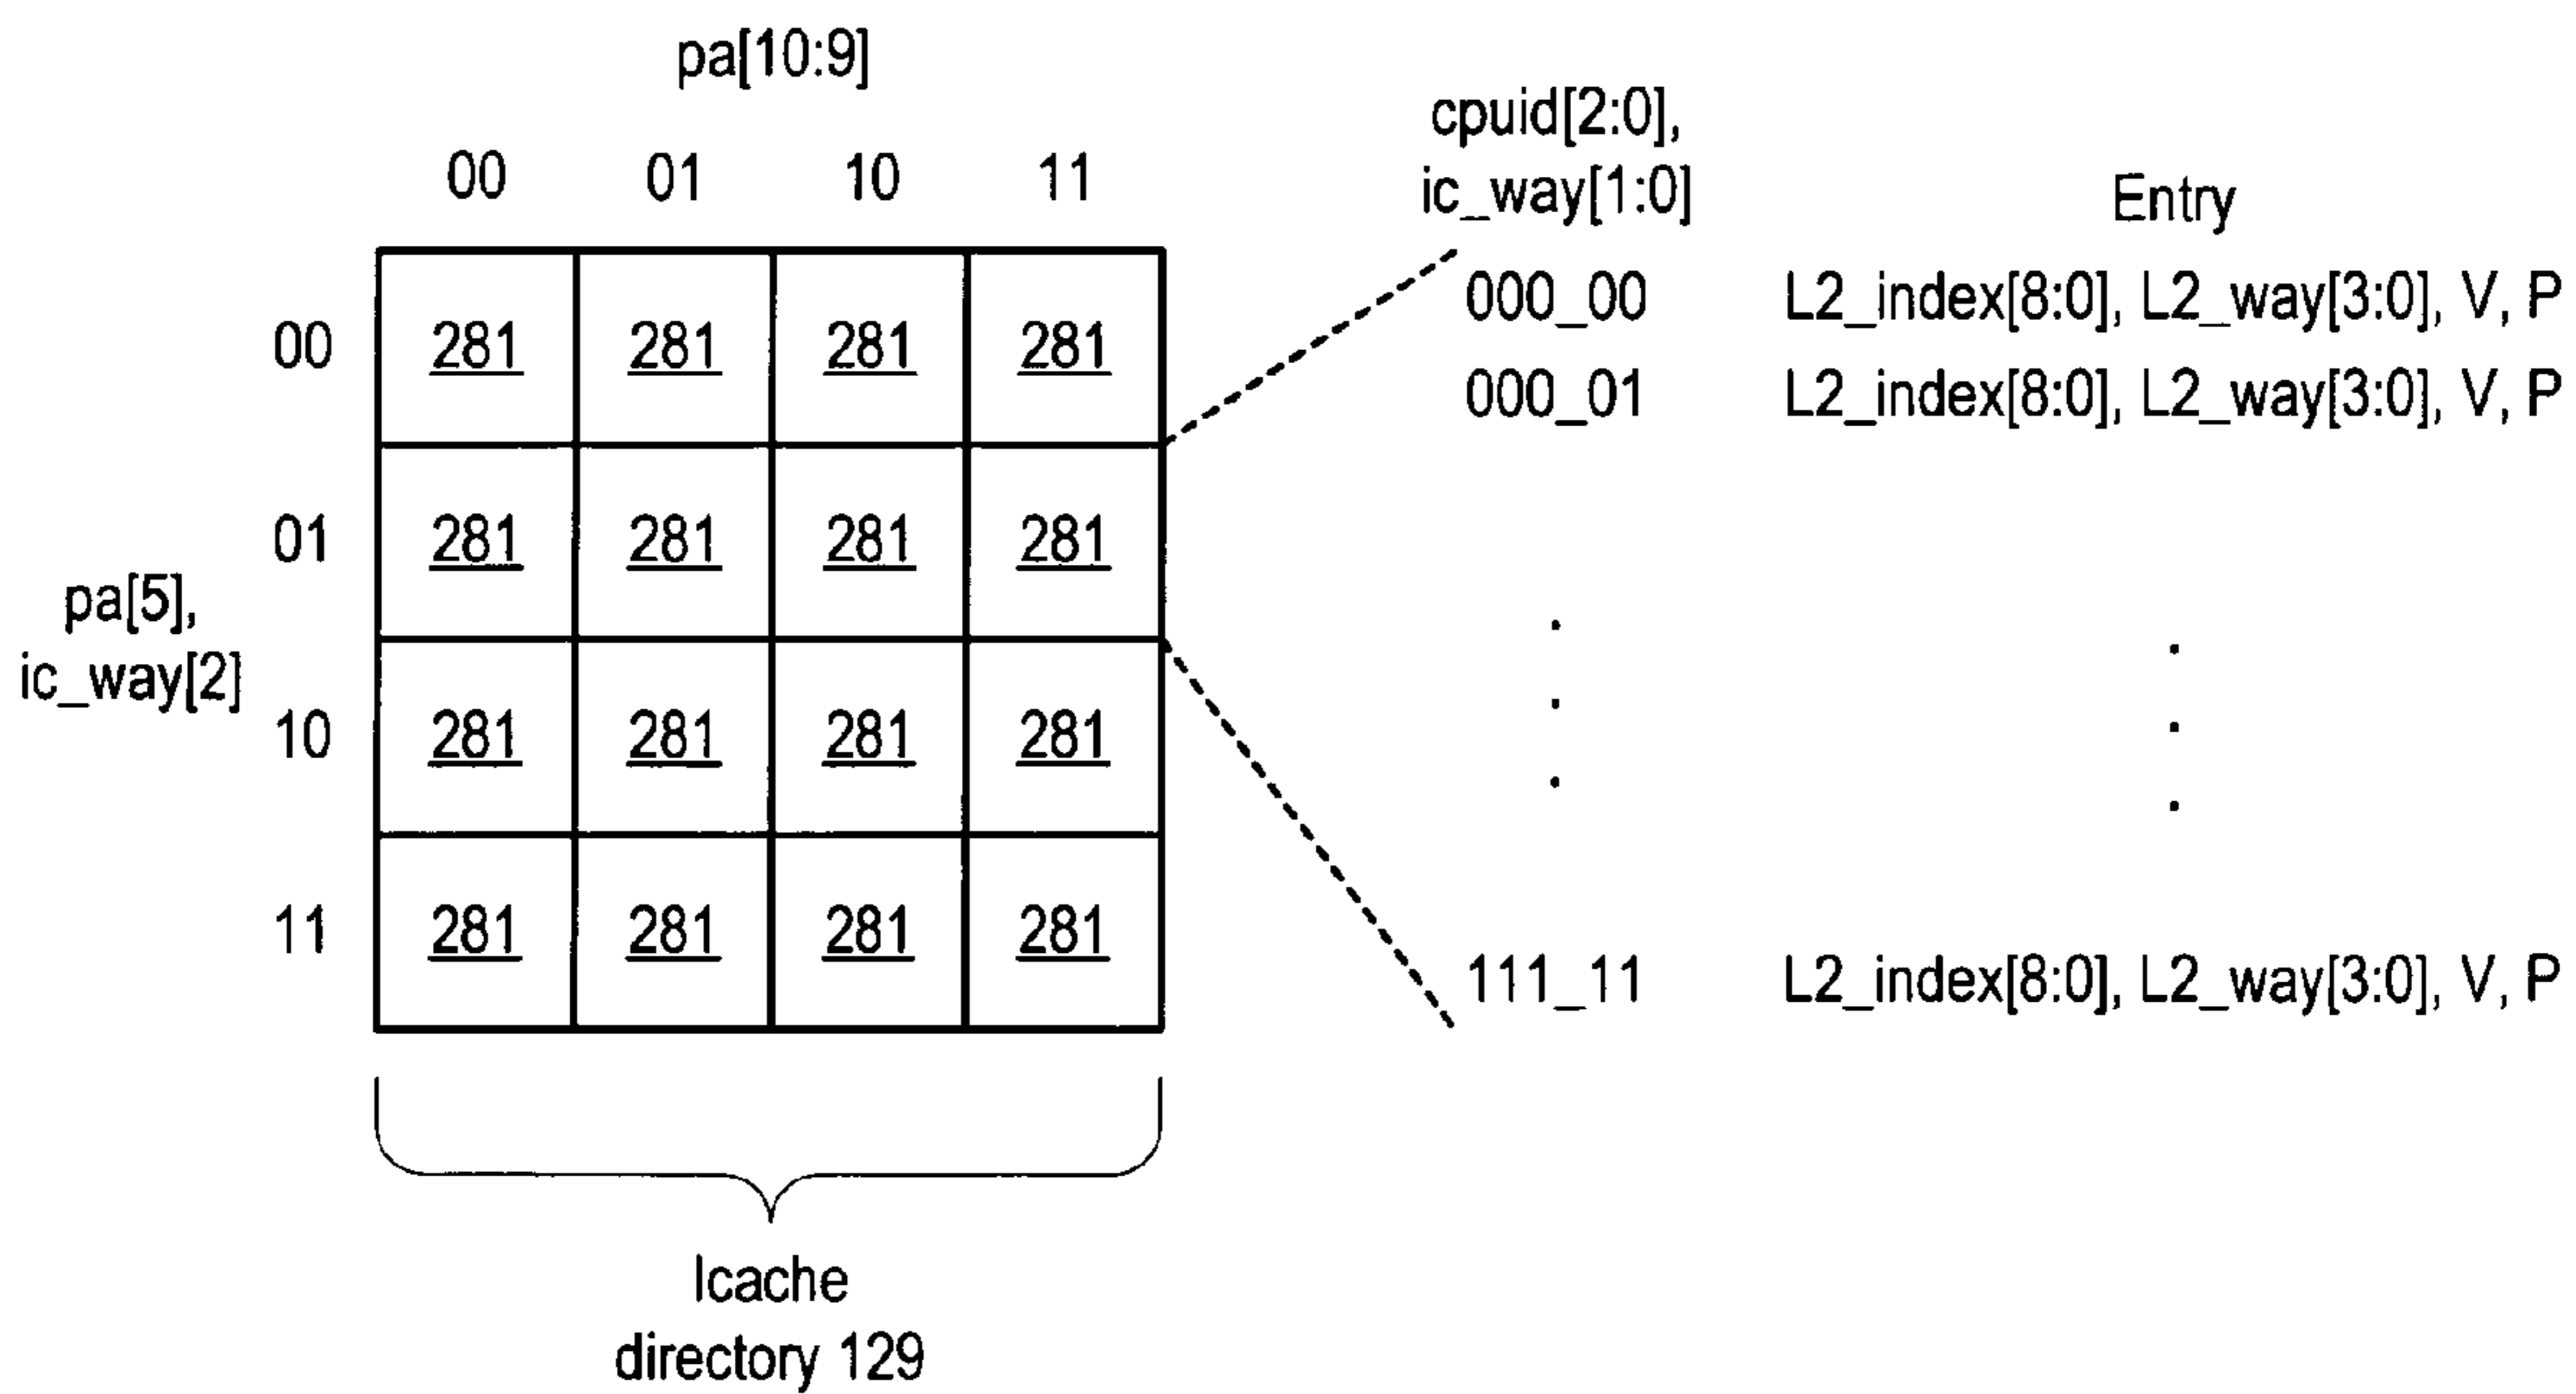 pa[10:9]
cpuid[2:0],
ic_way[1:0]
Entry
00 01 10 11
00 281 281 281 281
000_00 L2_index[8:0], L2_way[3:0], V, P
000_01 L2_index[8:0], L2_way[3:0], V, P
01 281 281 281 281
pa[5],
ic_way[2]
10 281 281 281 281
11 281 281 281 281
111_11 L2_index[8:0], L2_way[3:0], V, P
Icache
directory 129